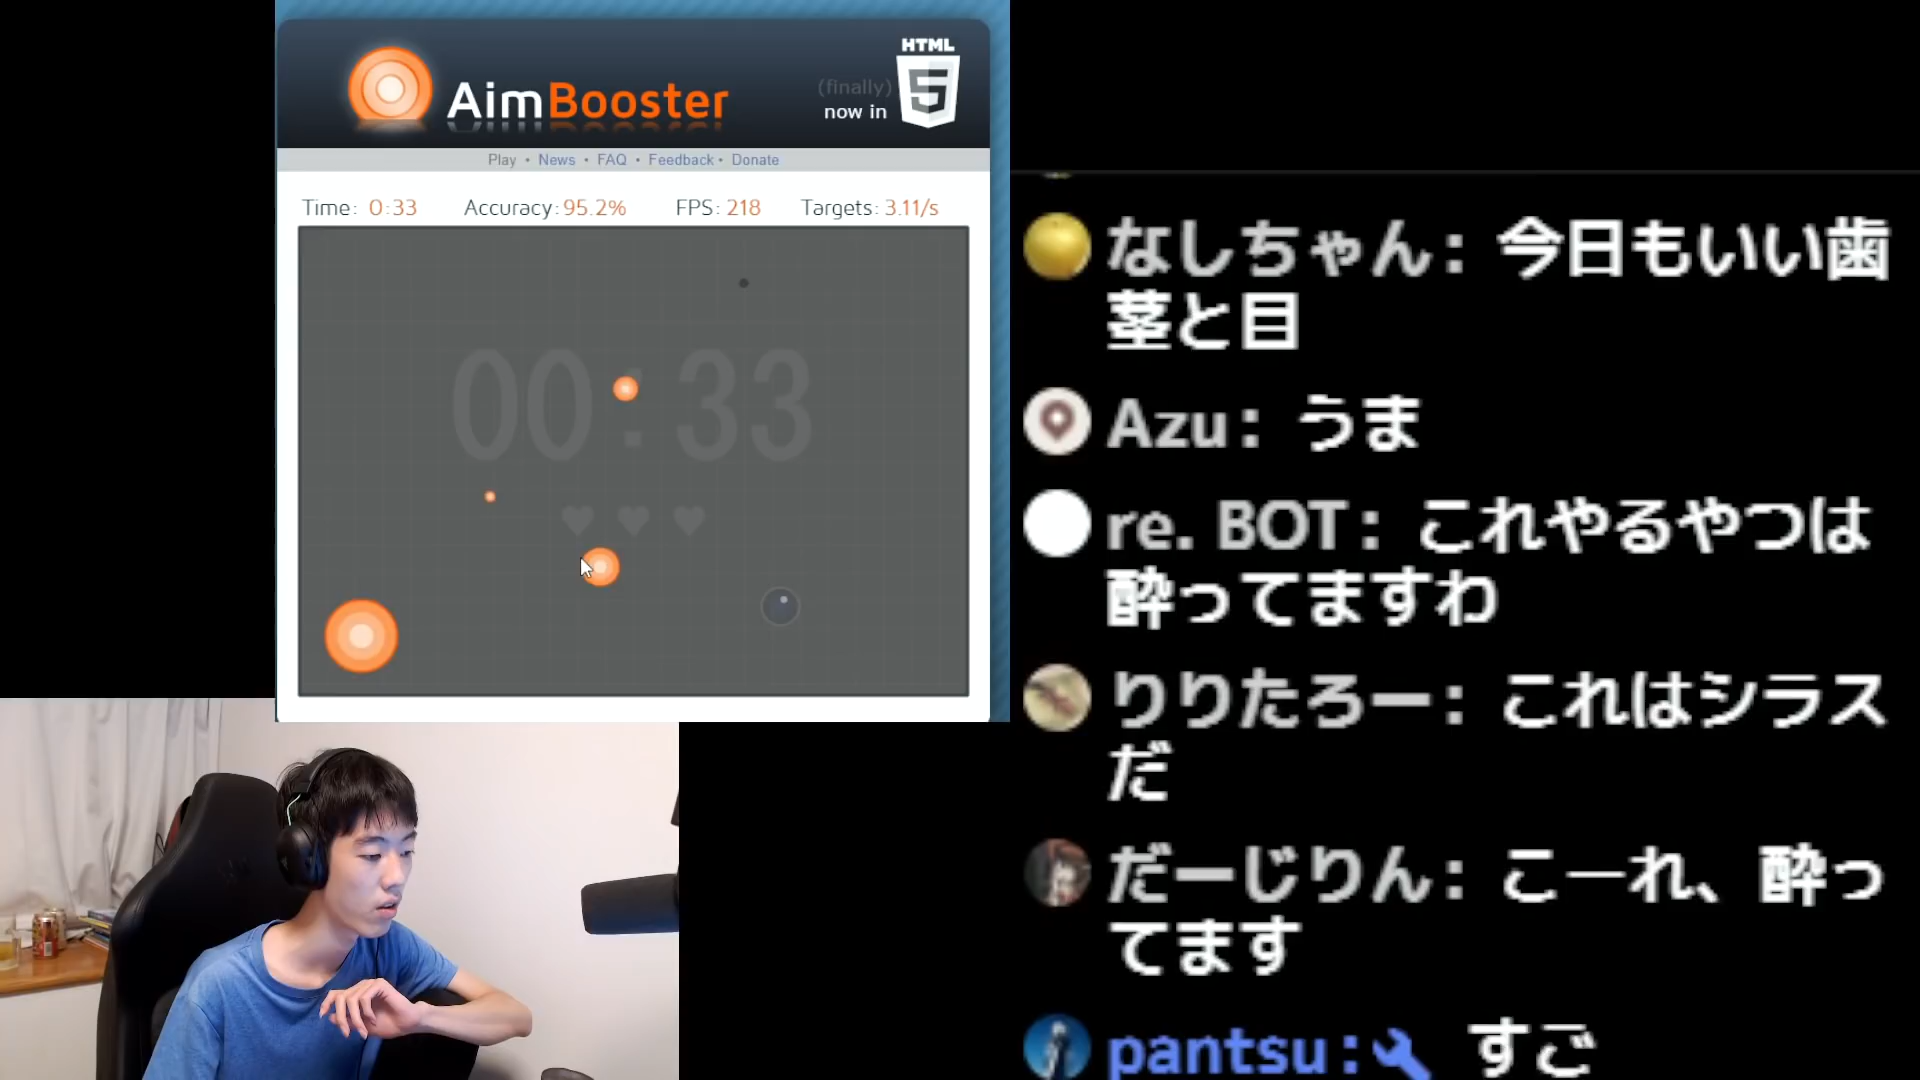 HTML
5
AimBooster
(finally)
now in
Play • News • FAQ • Feedback • Donate
Time: 0:33 Accuracy: 95.2% FPS: 218 Targets: 3.11/s
00:33
なしちゃん: 今日もいい歯
茎と目
Azu: うま
re. BOT: これやるやつは
酔ってますわ
りりたろー: これはシラス
だ
だーじりん: こーれ、酔っ
てます
pantsu: すご